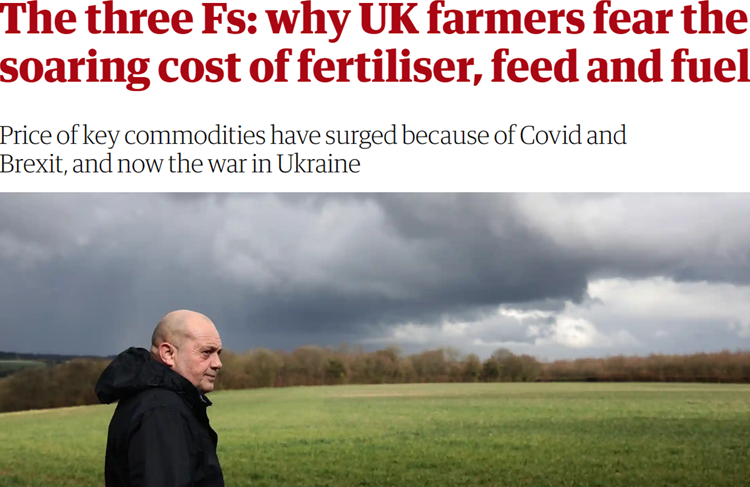 The three Fs: why UK farmers fear the
soaring cost of fertiliser, feed and fuel
Price of key commodities have surged because of Covid and
Brexit, and now the war in Ukraine